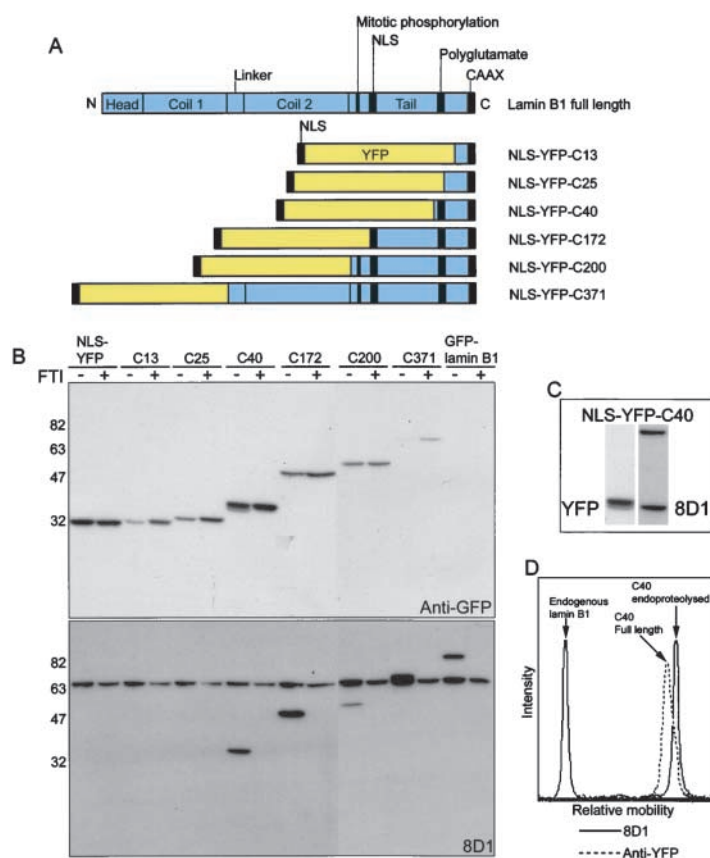 A
Mitotic phosphorylation
NLS
Polyglutamate
Linker
CAAX
N Head Coil 1 Coil 2 Tail C Lamin B1 full length
NLS
YFP NLS-YFP-C13
NLS-YFP-C25
NLS-YFP-C40
NLS-YFP-C172
NLS-YFP-C200
NLS-YFP-C371
B
NLS-YFP C13 C25 C40 C172 C200 C371 GFP-lamin B1
FTI - + - + - + - + - + - + - + - +
82
63
47
32
Anti-GFP
82
63
47
32
8D1
C
NLS-YFP-C40
YFP 8D1
D
C40
endoproteolysed
Endogenous
lamin B1
C40
Full length
Intensity
Relative mobility
8D1
Anti-YFP